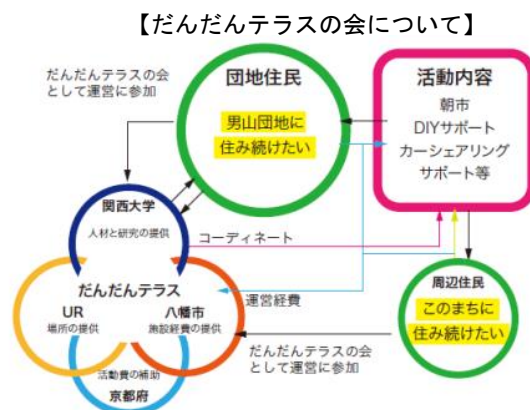 【だんだんテラスの会について】
だんだんテラスの会
として運営に参加
団地住民
男山団地に
住み続けたい
活動内容
朝市
DIYサポート
カーシェアリング
サポート等
関西大学
人材と研究の提供
コーディネート
だんだんテラス
UR
場所の提供
八幡市
施設経費の提供
運営経費
周辺住民
このまちに
住み続けたい
だんだんテラスの会
として運営に参加
活動費の補助
京都府